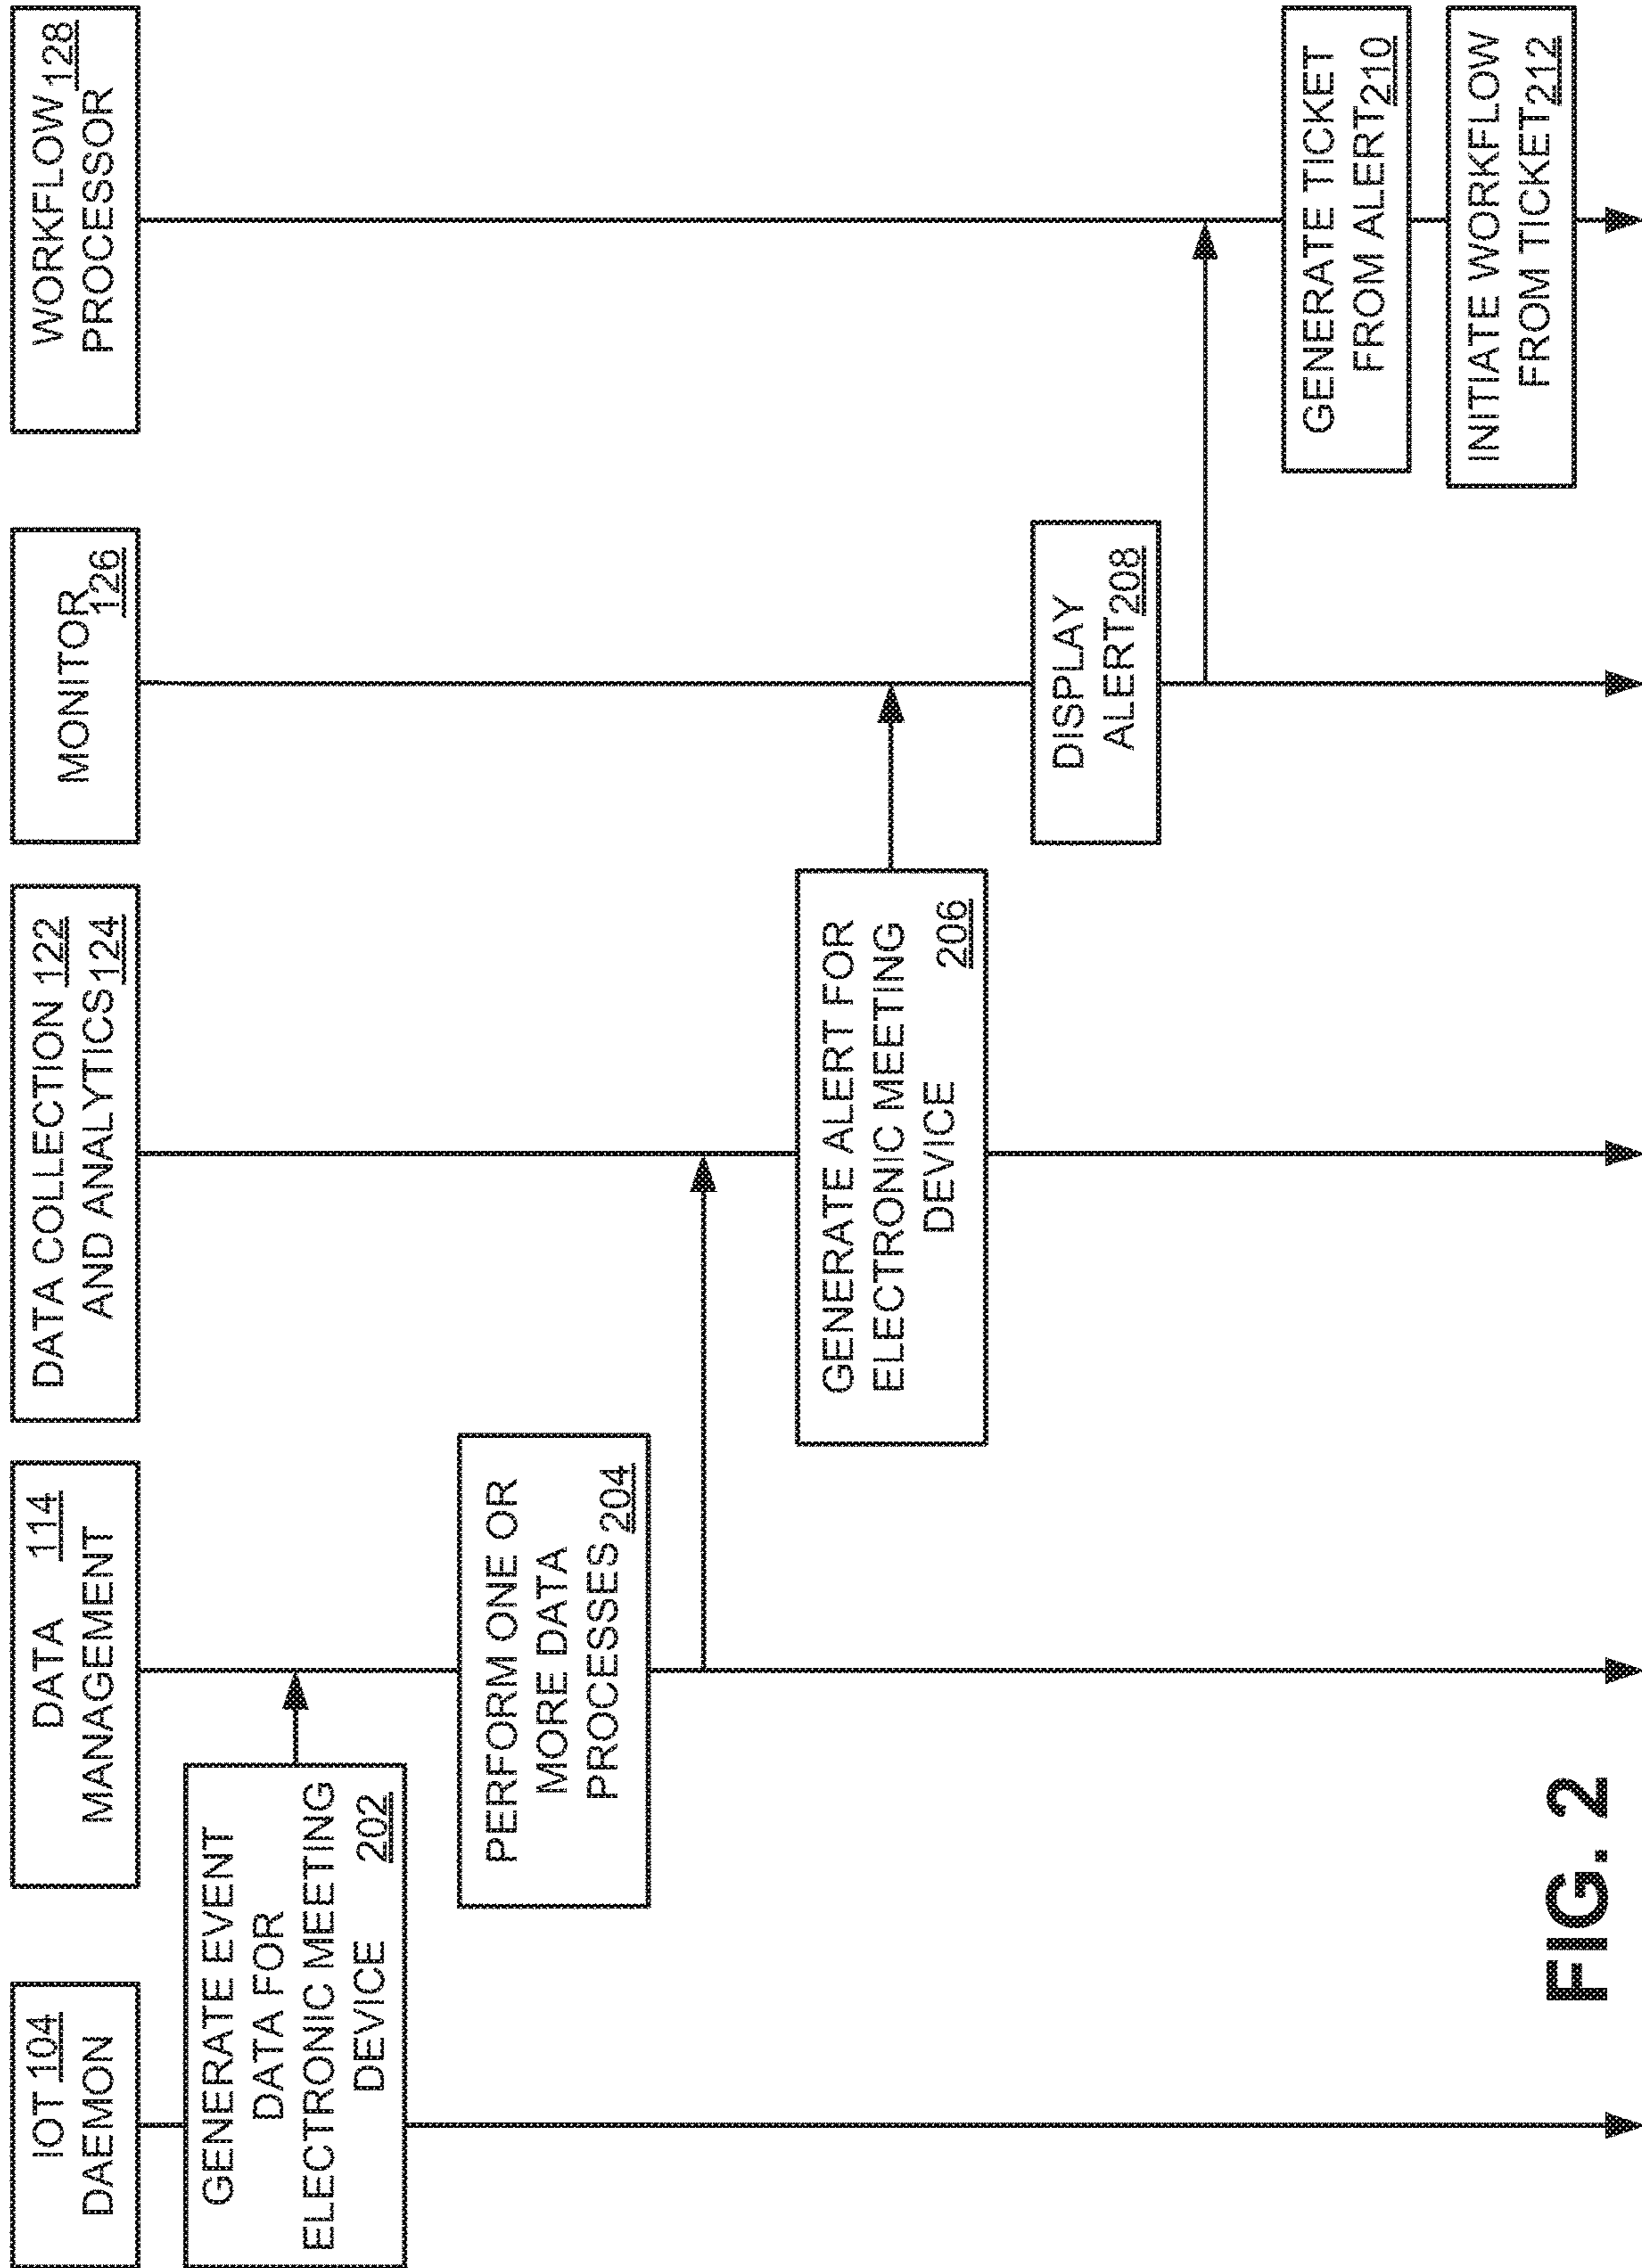 IOT 104
DAEMON
DATA 114
MANAGEMENT
DATA COLLECTION 122
AND ANALYTICS 124
MONITOR
126
WORKFLOW 128
PROCESSOR
GENERATE EVENT
DATA FOR
ELECTRONIC MEETING
DEVICE 202
PERFORM ONE OR
MORE DATA
PROCESSES 204
GENERATE ALERT FOR
ELECTRONIC MEETING
DEVICE 206
DISPLAY
ALERT 208
GENERATE TICKET
FROM ALERT 210
INITIATE WORKFLOW
FROM TICKET 212
FIG. 2